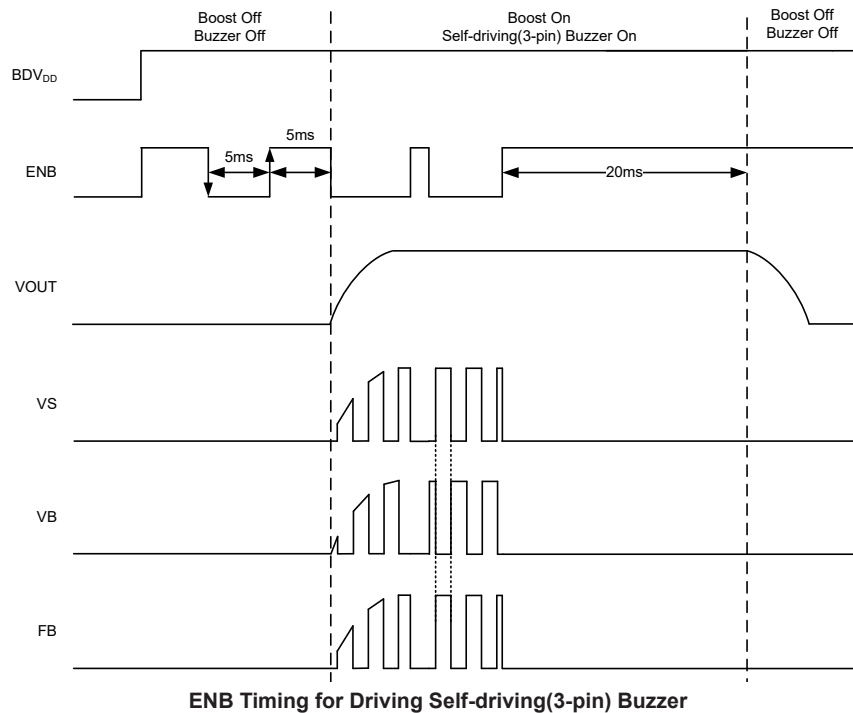 Boost Off
Buzzer Off
Boost On
Self-driving(3-pin) Buzzer On
Boost Off
Buzzer Off
BDVDD
ENB
5ms
5ms
20ms
VOUT
VS
VB
FB
ENB Timing for Driving Self-driving(3-pin) Buzzer